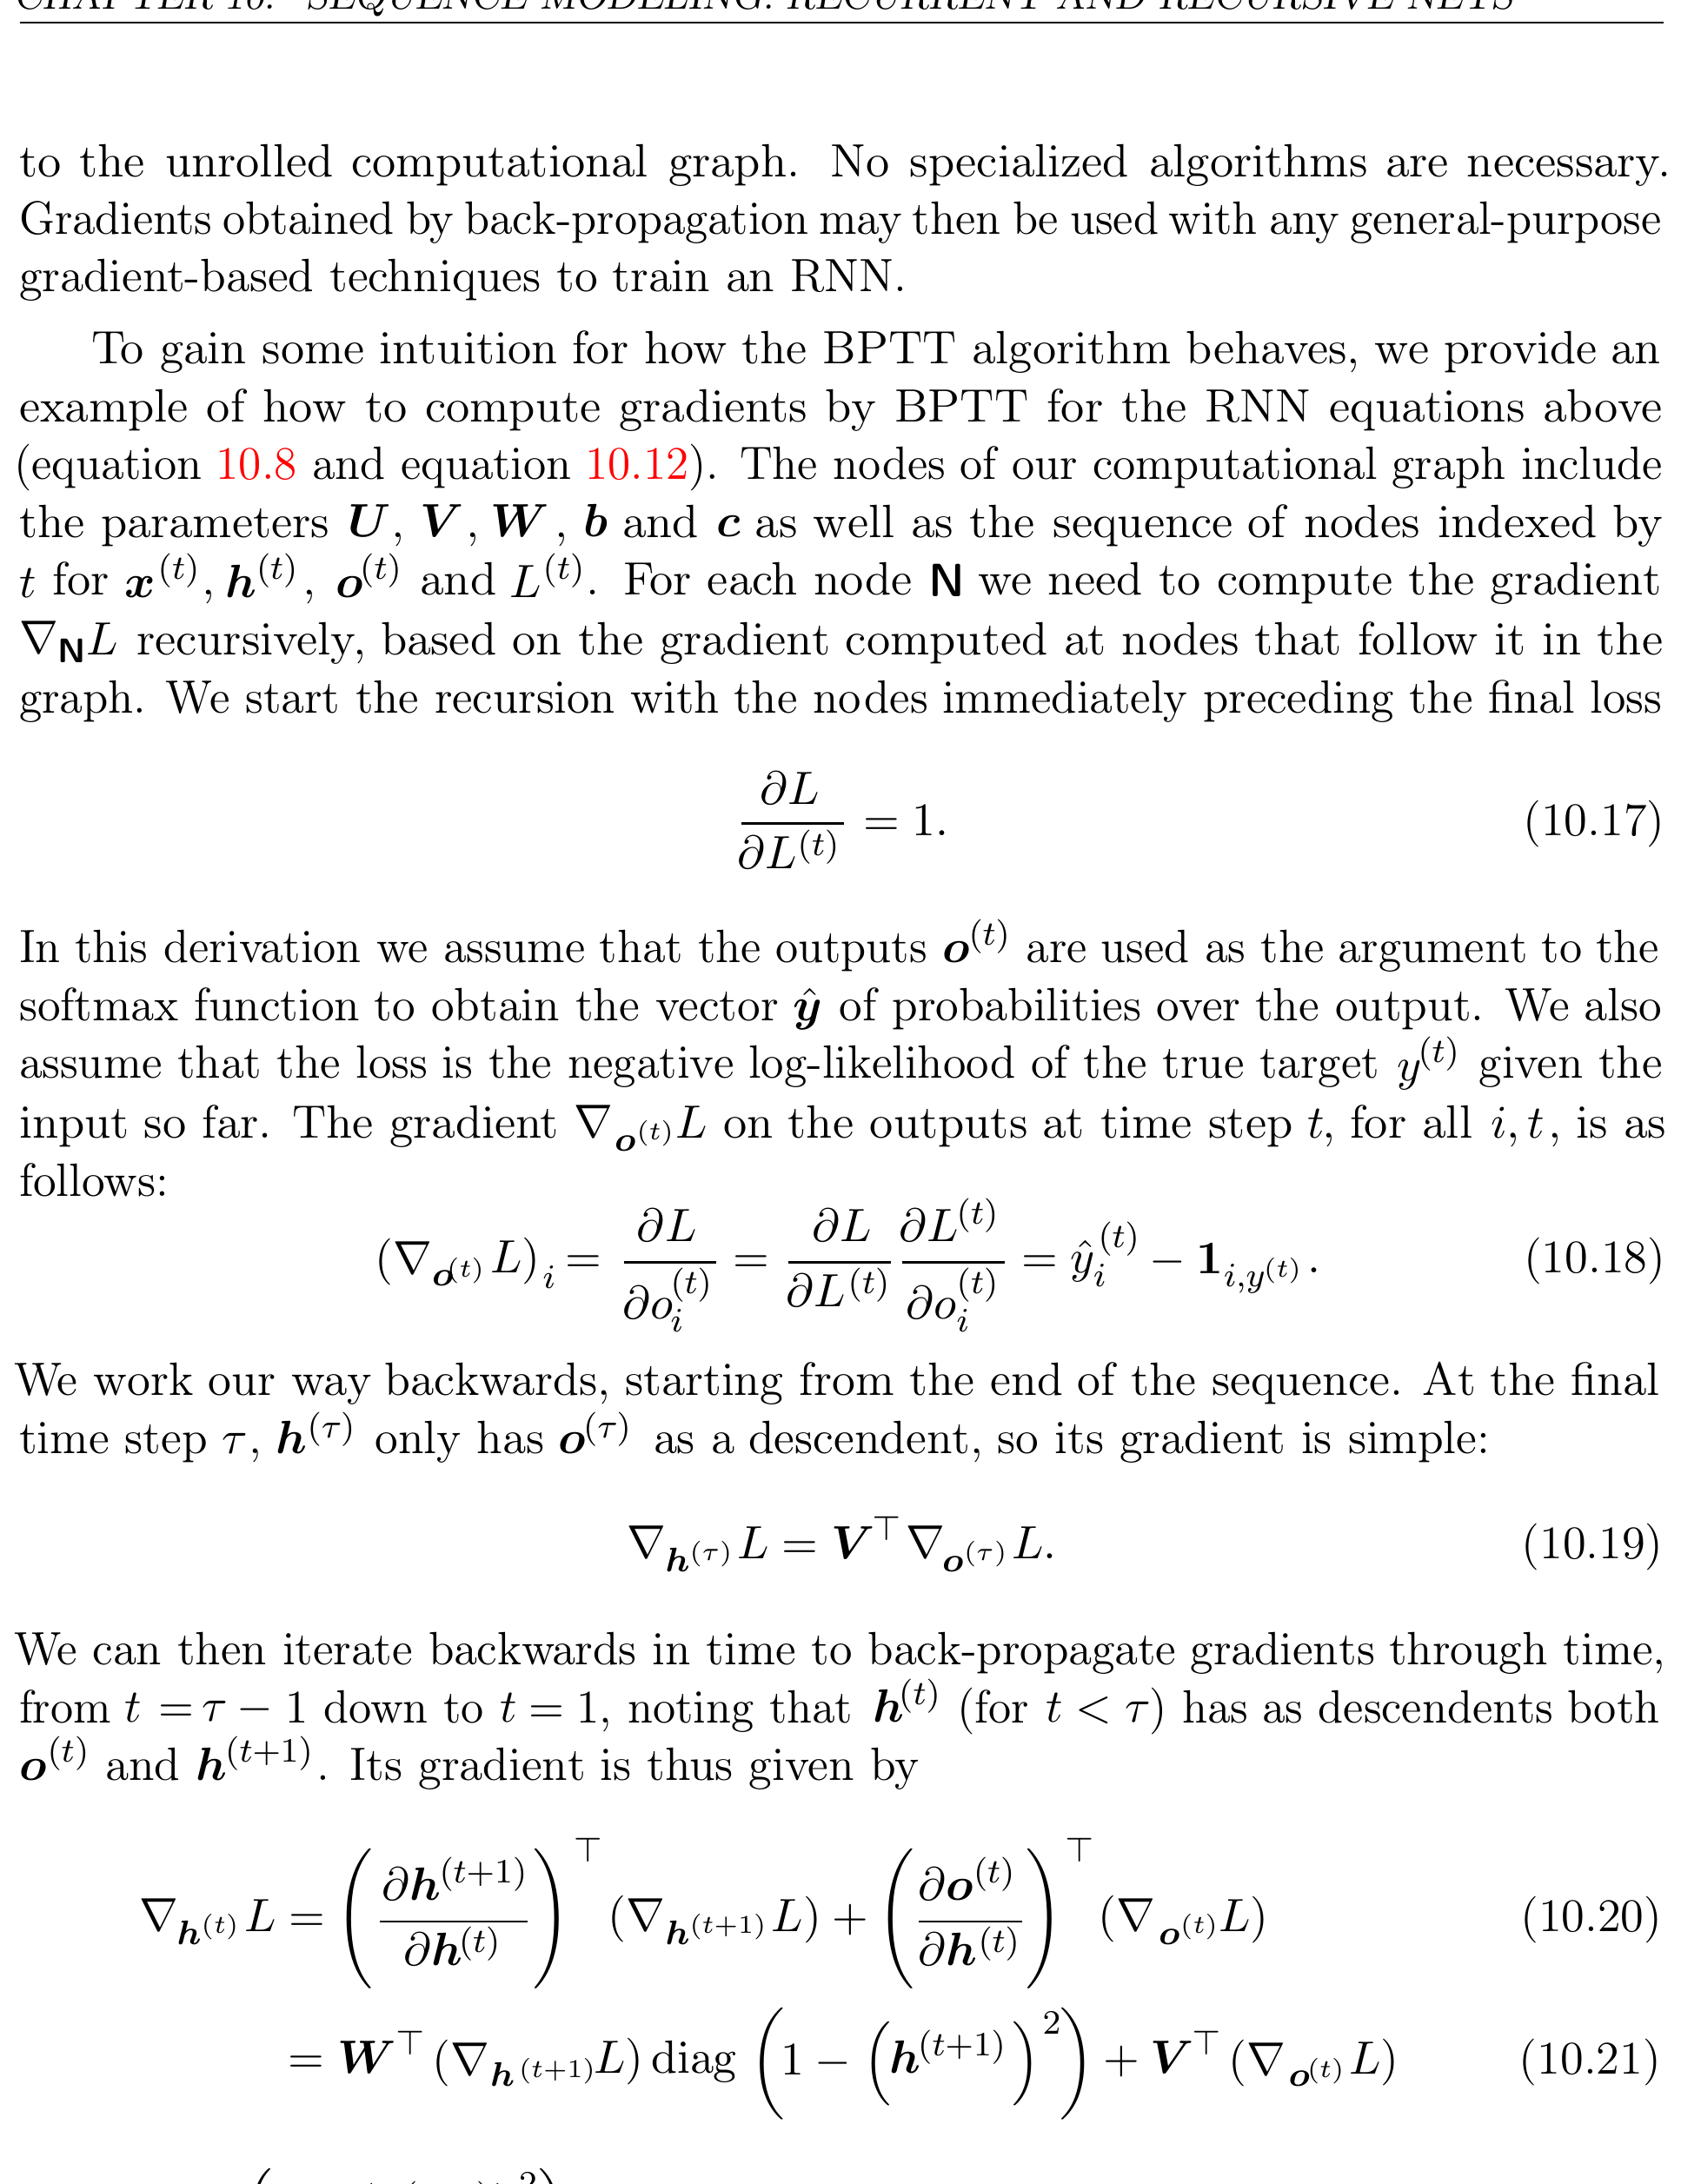 CHAPTER 10. SEQUENCE MODELING: RECURRENT AND RECURSIVE NETS
to the unrolled computational graph. No specialized algorithms are necessary.
Gradients obtained by back-propagation may then be used with any general-purpose
gradient-based techniques to train an RNN.
To gain some intuition for how the BPTT algorithm behaves, we provide an
example of how to compute gradients by BPTT for the RNN equations above
(equation 10.8 and equation 10.12). The nodes of our computational graph include
the parameters U, V, W, b and c as well as the sequence of nodes indexed by
t for x^(t), h^(t), o^(t) and L^(t). For each node N we need to compute the gradient
∇_N L recursively, based on the gradient computed at nodes that follow it in the
graph. We start the recursion with the nodes immediately preceding the final loss
∂L/∂L^(t) = 1. (10.17)
In this derivation we assume that the outputs o^(t) are used as the argument to the
softmax function to obtain the vector ŷ of probabilities over the output. We also
assume that the loss is the negative log-likelihood of the true target y^(t) given the
input so far. The gradient ∇_{o^(t)} L on the outputs at time step t, for all i, t, is as
follows:
(∇_{o^(t)} L)_i = ∂L/∂o_i^(t) = ∂L/∂L^(t) ∂L^(t)/∂o_i^(t) = ŷ_i^(t) − 1_{i,y^(t)}. (10.18)
We work our way backwards, starting from the end of the sequence. At the final
time step τ, h^(τ) only has o^(τ) as a descendent, so its gradient is simple:
∇_{h^(τ)} L = V^⊤ ∇_{o^(τ)} L. (10.19)
We can then iterate backwards in time to back-propagate gradients through time,
from t = τ − 1 down to t = 1, noting that h^(t) (for t < τ) has as descendents both
o^(t) and h^(t+1). Its gradient is thus given by
∇_{h^(t)} L = (∂h^(t+1)/∂h^(t))^⊤ (∇_{h^(t+1)} L) + (∂o^(t)/∂h^(t))^⊤ (∇_{o^(t)} L) (10.20)
= W^⊤ (∇_{h^(t+1)} L) diag (1 − (h^(t+1))^2) + V^⊤ (∇_{o^(t)} L) (10.21)